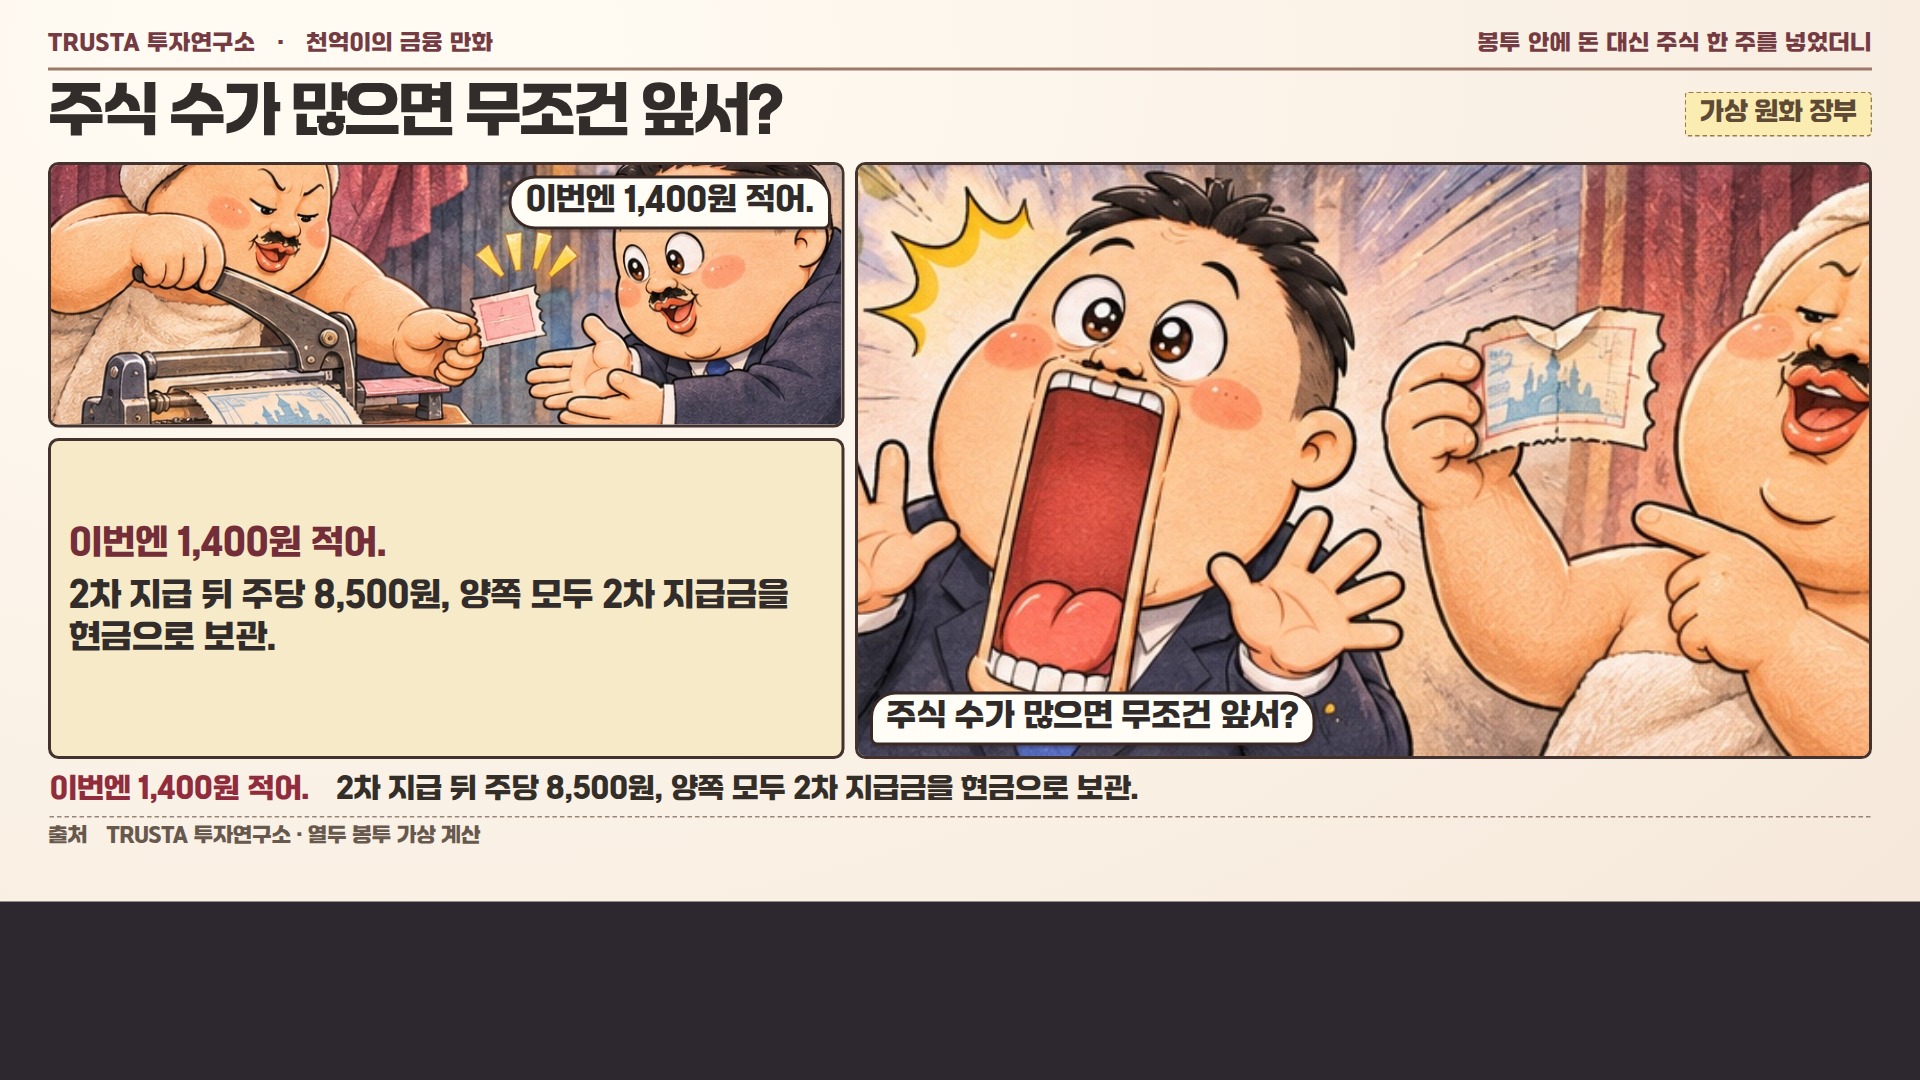 TRUSTA 투자연구소 · 천억이의 금융 만화
봉투 안에 돈 대신 주식 한 주를 넣었더니
주식 수가 많으면 무조건 앞서?
가상 원화 장부
이번엔 1,400원 적어.
이번엔 1,400원 적어.
2차 지급 뒤 주당 8,500원, 양쪽 모두 2차 지급금을
현금으로 보관.
주식 수가 많으면 무조건 앞서?
이번엔 1,400원 적어. 2차 지급 뒤 주당 8,500원, 양쪽 모두 2차 지급금을 현금으로 보관.
출처 TRUSTA 투자연구소 · 열두 봉투 가상 계산